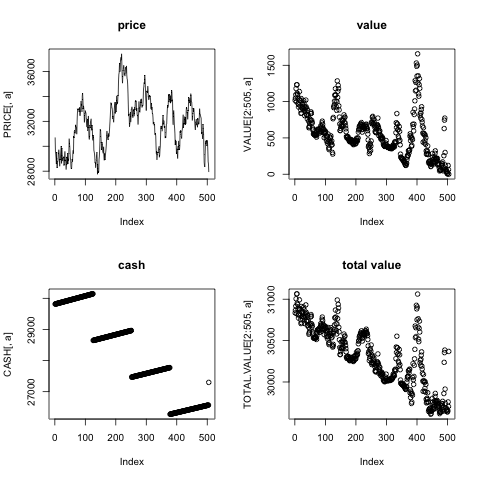 price
value
PRICE[, a]
28000 32000 36000
0 100 200 300 400 500
Index
VALUE[2:505, a]
0 500 1000 1500
0 100 200 300 400 500
Index
cash
total value
CASH[, a]
27000 29000
0 100 200 300 400 500
Index
TOTAL.VALUE[2:505, a]
30000 30500 31000
0 100 200 300 400 500
Index